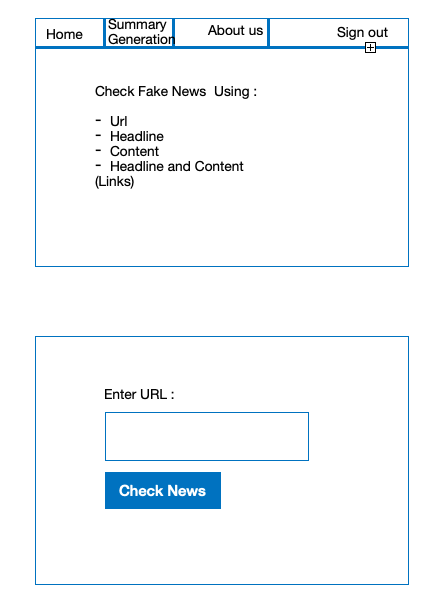 Home
Summary
Generation
About us
Sign out
Check Fake News  Using :
- Url
- Headline
- Content
- Headline and Content
(Links)
Enter URL :
Check News